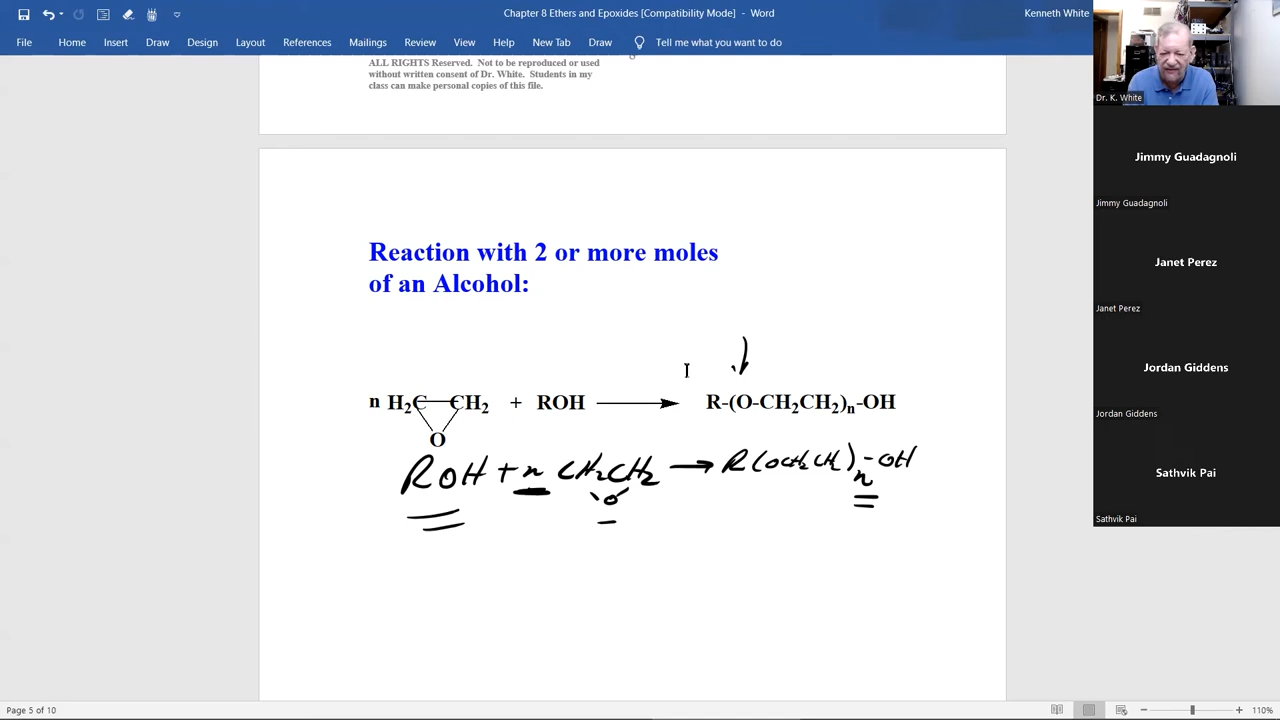 Chapter 8 Ethers and Epoxides [Compatibility Mode] - Word
Kenneth White
File Home Insert Draw Design Layout References Mailings Review View Help New Tab Draw Tell me what you want to do
ALL RIGHTS Reserved. Not to be reproduced or used
without written consent of Dr. White. Students in my
class can make personal copies of this file.
Dr. K. White
Jimmy Guadagnoli
Jimmy Guadagnoli
Janet Perez
Janet Perez
Jordan Giddens
Jordan Giddens
Sathvik Pai
Sathvik Pai
Reaction with 2 or more moles
of an Alcohol:
n H₂C CH₂ + ROH R-(O-CH₂CH₂)ₙ-OH
O
ROH + n CH₂CH₂ → R(OCH₂CH₂)ₙ-OH
O
Page 5 of 10
110%